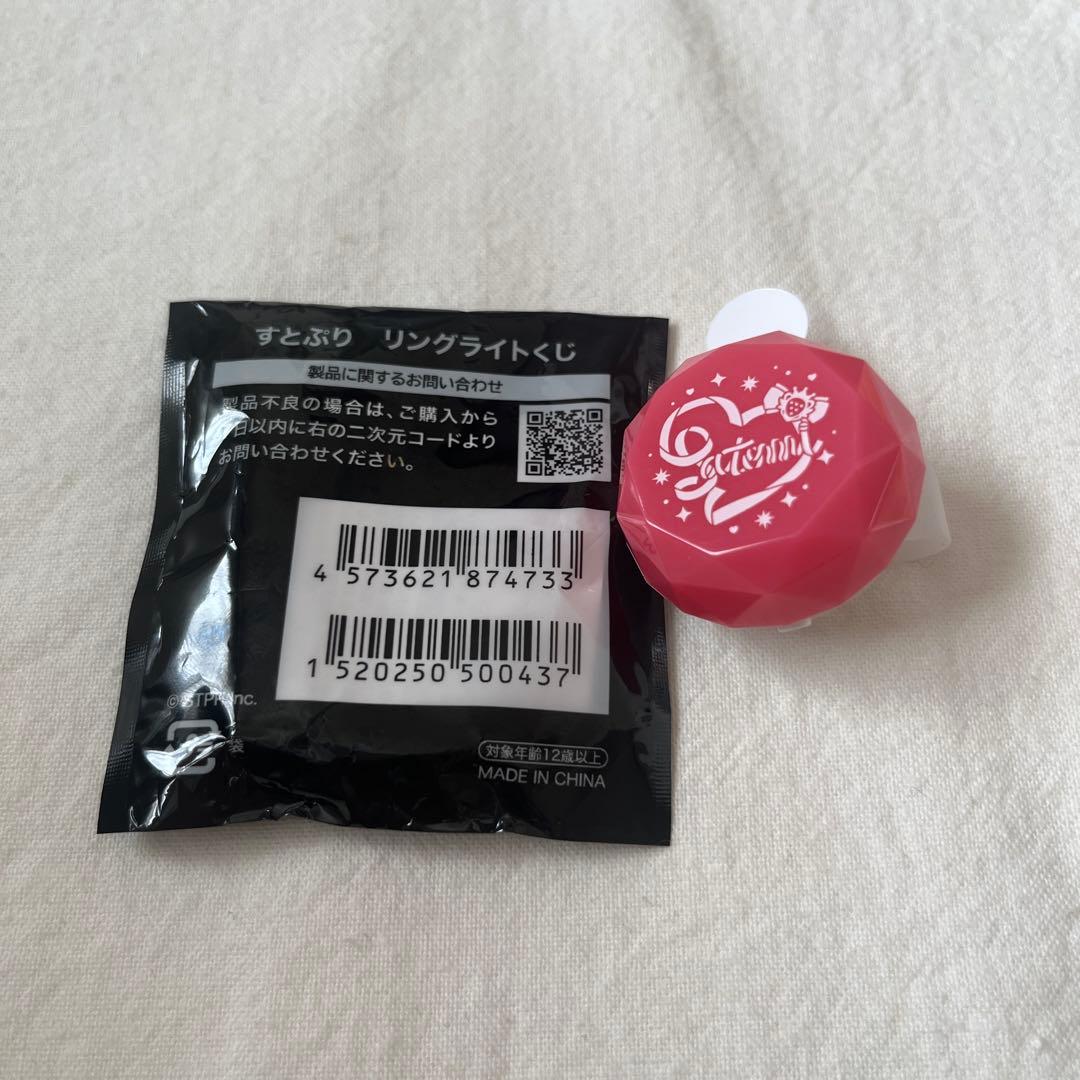 すとぷり リングライトくじ
製品に関するお問い合わせ
製品不良の場合は、ご購入から
日以内に右の二次元コードより
お問い合わせください。
4 573621 874733
1 520250 500437
©STPR Inc.
袋
対象年齢12歳以上
MADE IN CHINA